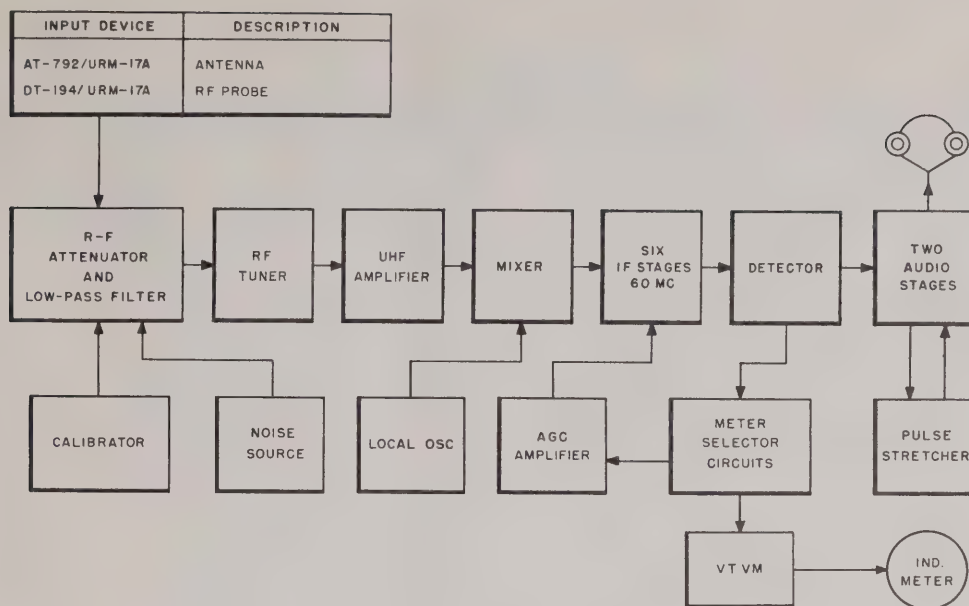 INPUT DEVICE
DESCRIPTION
AT-792/URM-17A
ANTENNA
DT-194/URM-17A
RF PROBE
R-F
ATTENUATOR
AND
LOW-PASS FILTER
RF
TUNER
UHF
AMPLIFIER
MIXER
SIX
IF STAGES
60 MC
DETECTOR
TWO
AUDIO
STAGES
CALIBRATOR
NOISE
SOURCE
LOCAL OSC
AGC
AMPLIFIER
METER
SELECTOR
CIRCUITS
PULSE
STRETCHER
VTVM
IND.
METER